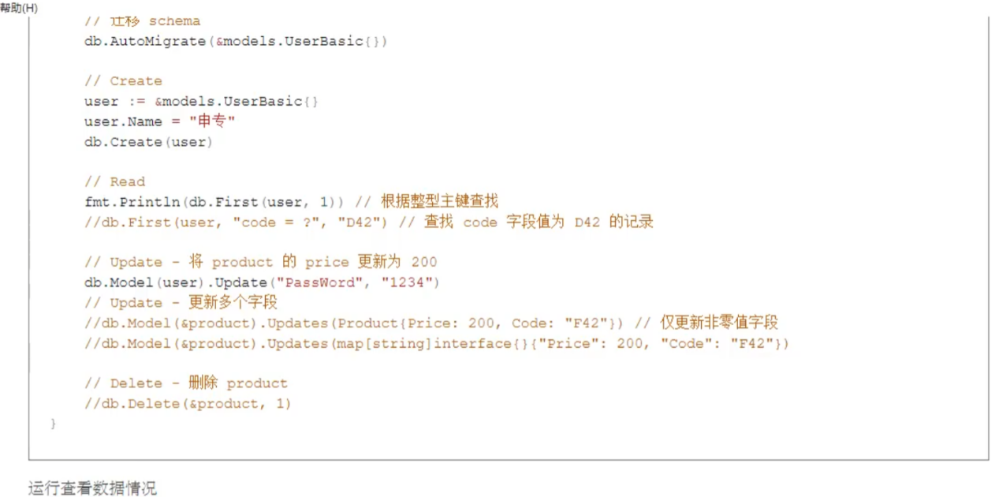 帮助(H)
// 迁移 schema
db.AutoMigrate(&models.UserBasic{})
// Create
user := &models.UserBasic{}
user.Name = "申专"
db.Create(user)
// Read
fmt.Println(db.First(user, 1)) // 根据整型主键查找
//db.First(user, "code = ?", "D42") // 查找 code 字段值为 D42 的记录
// Update - 将 product 的 price 更新为 200
db.Model(user).Update("PassWord", "1234")
// Update - 更新多个字段
//db.Model(&product).Updates(Product{Price: 200, Code: "F42"}) // 仅更新非零值字段
//db.Model(&product).Updates(map[string]interface{}{"Price": 200, "Code": "F42"})
// Delete - 删除 product
//db.Delete(&product, 1)
}
运行查看数据情况